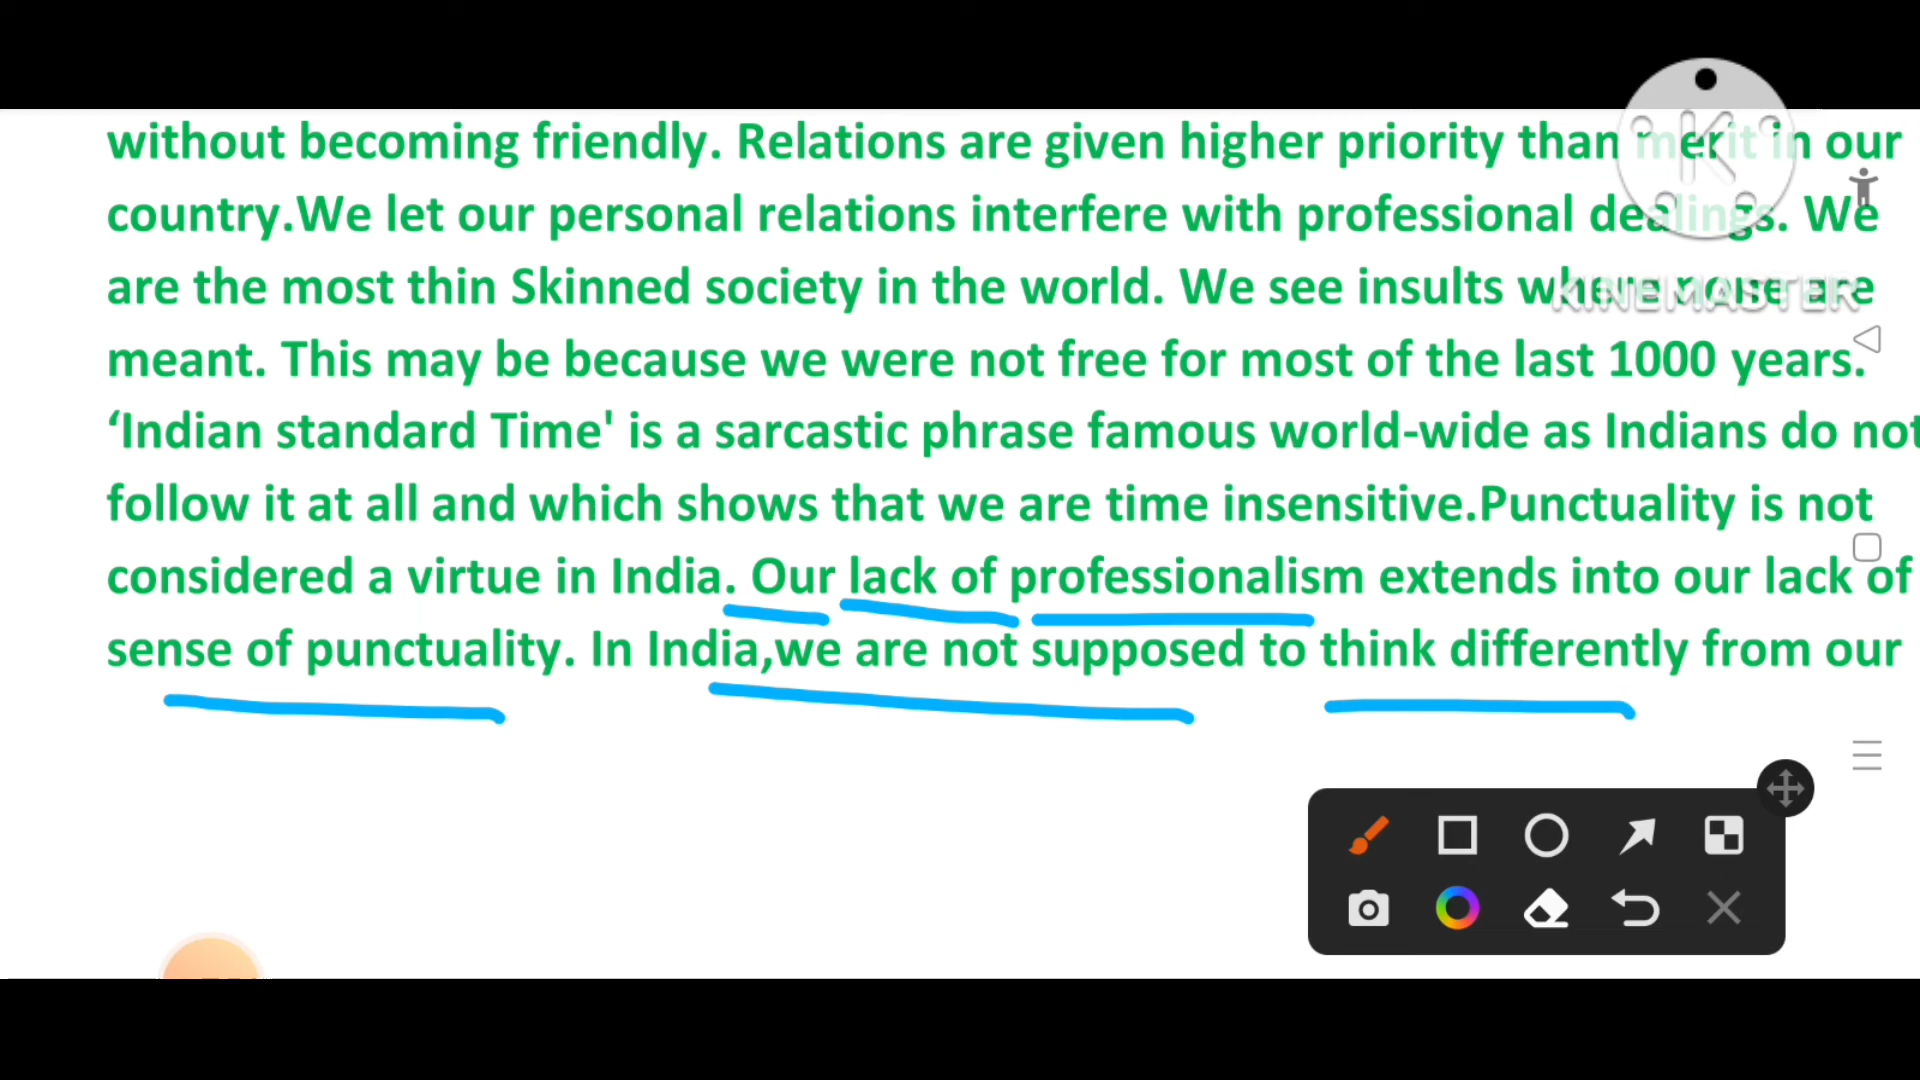 without becoming friendly. Relations are given higher priority than merit in our
country.We let our personal relations interfere with professional dealings. We
are the most thin Skinned society in the world. We see insults where none are
meant. This may be because we were not free for most of the last 1000 years.
‘Indian standard Time' is a sarcastic phrase famous world-wide as Indians do not
follow it at all and which shows that we are time insensitive.Punctuality is not
considered a virtue in India. Our lack of professionalism extends into our lack of
sense of punctuality. In India,we are not supposed to think differently from our
K
KINEMASTER